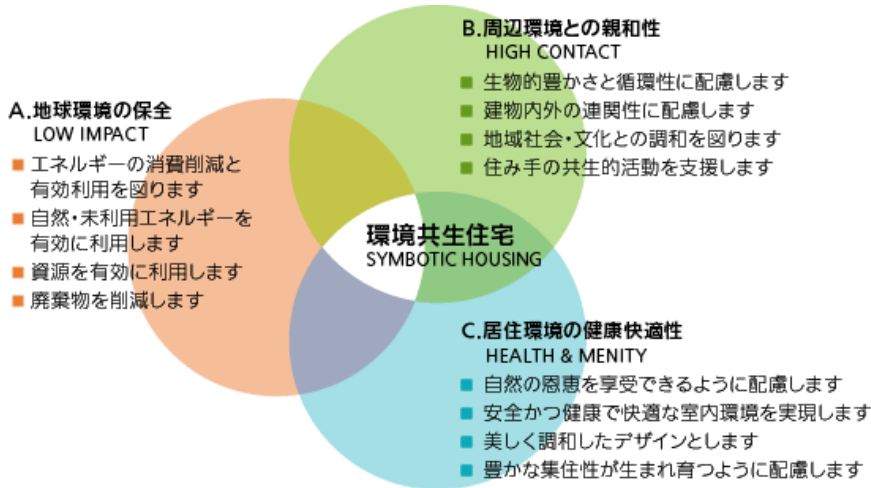 A.地球環境の保全
LOW IMPACT
■ エネルギーの消費削減と
有効利用を図ります
■ 自然・未利用エネルギーを
有効に利用します
■ 資源を有効に利用します
■ 廃棄物を削減します
B.周辺環境との親和性
HIGH CONTACT
■ 生物的豊かさと循環性に配慮します
■ 建物内外の連関性に配慮します
■ 地域社会・文化との調和を図ります
■ 住み手の共生的活動を支援します
環境共生住宅
SYMBOTIC HOUSING
C.居住環境の健康快適性
HEALTH & MENITY
■ 自然の恩恵を享受できるように配慮します
■ 安全かつ健康で快適な室内環境を実現します
■ 美しく調和したデザインとします
■ 豊かな集住性が生まれ育つように配慮します